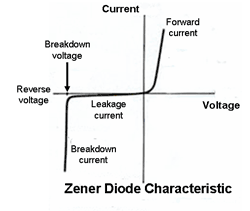 Current
Forward
current
Breakdown
voltage
Reverse
voltage
Leakage
current
Voltage
Breakdown
current
Zener Diode Characteristic